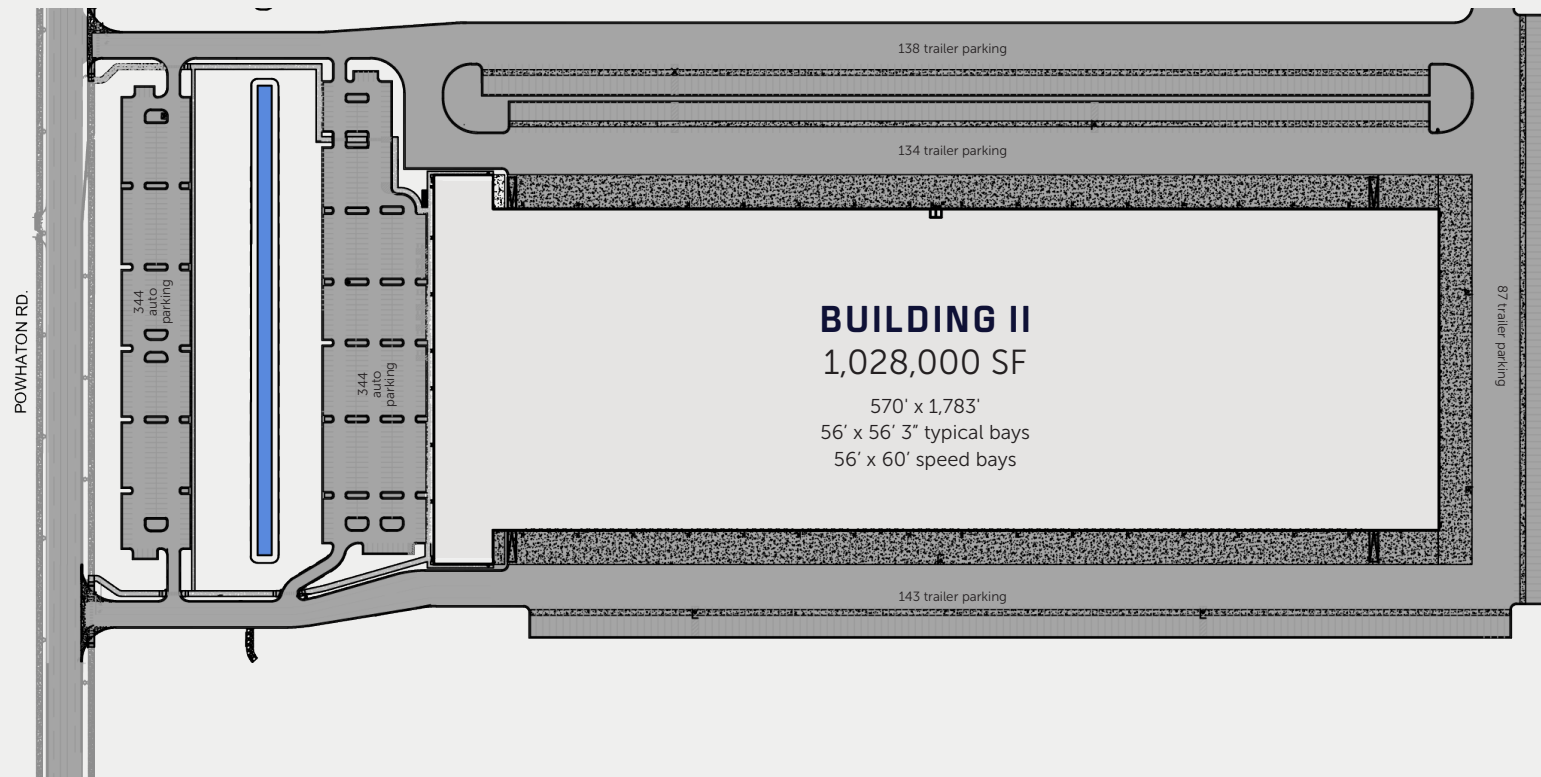 138 trailer parking
134 trailer parking
POWHATON RD.
344
auto
parking
344
auto
parking
BUILDING II
1,028,000 SF
570' x 1,783'
56’ x 56’ 3” typical bays
56’ x 60’ speed bays
87 trailer parking
143 trailer parking